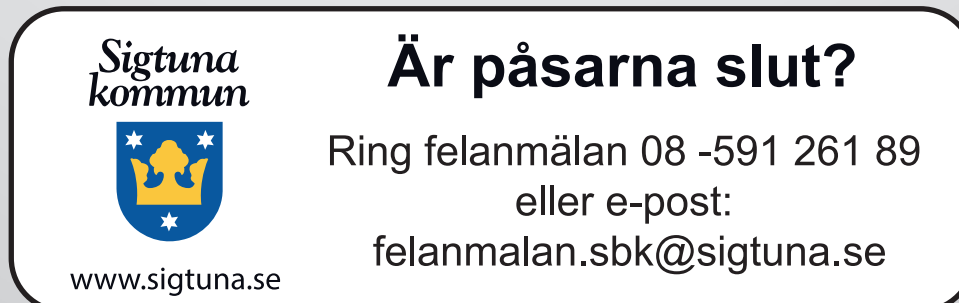 Sigtuna
kommun
www.sigtuna.se
Är påsarna slut?
Ring felanmälan 08 -591 261 89
eller e-post:
felanmalan.sbk@sigtuna.se